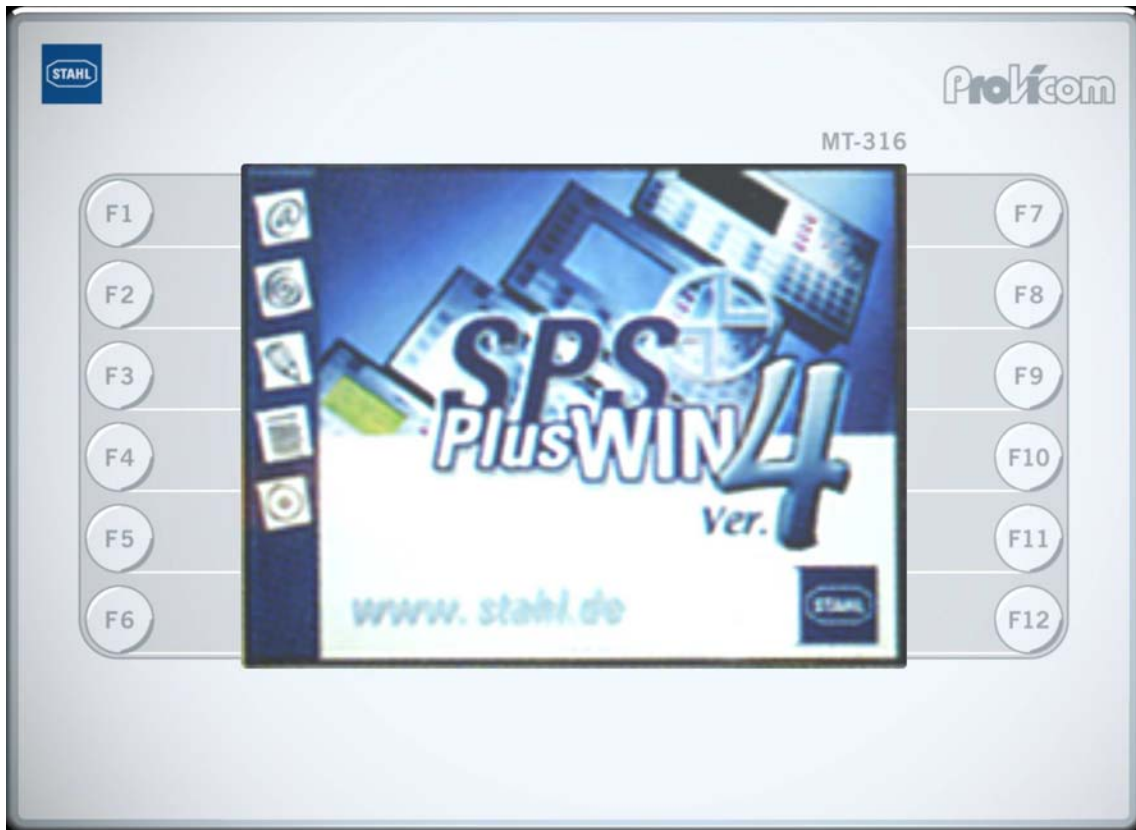 STAHL
ProVicom
MT-316
F1
F7
F2
F8
F3
F9
F4
F10
F5
F11
F6
F12
@
SPS
PlusWIN 4
Ver.
www.stahl.de
STAHL